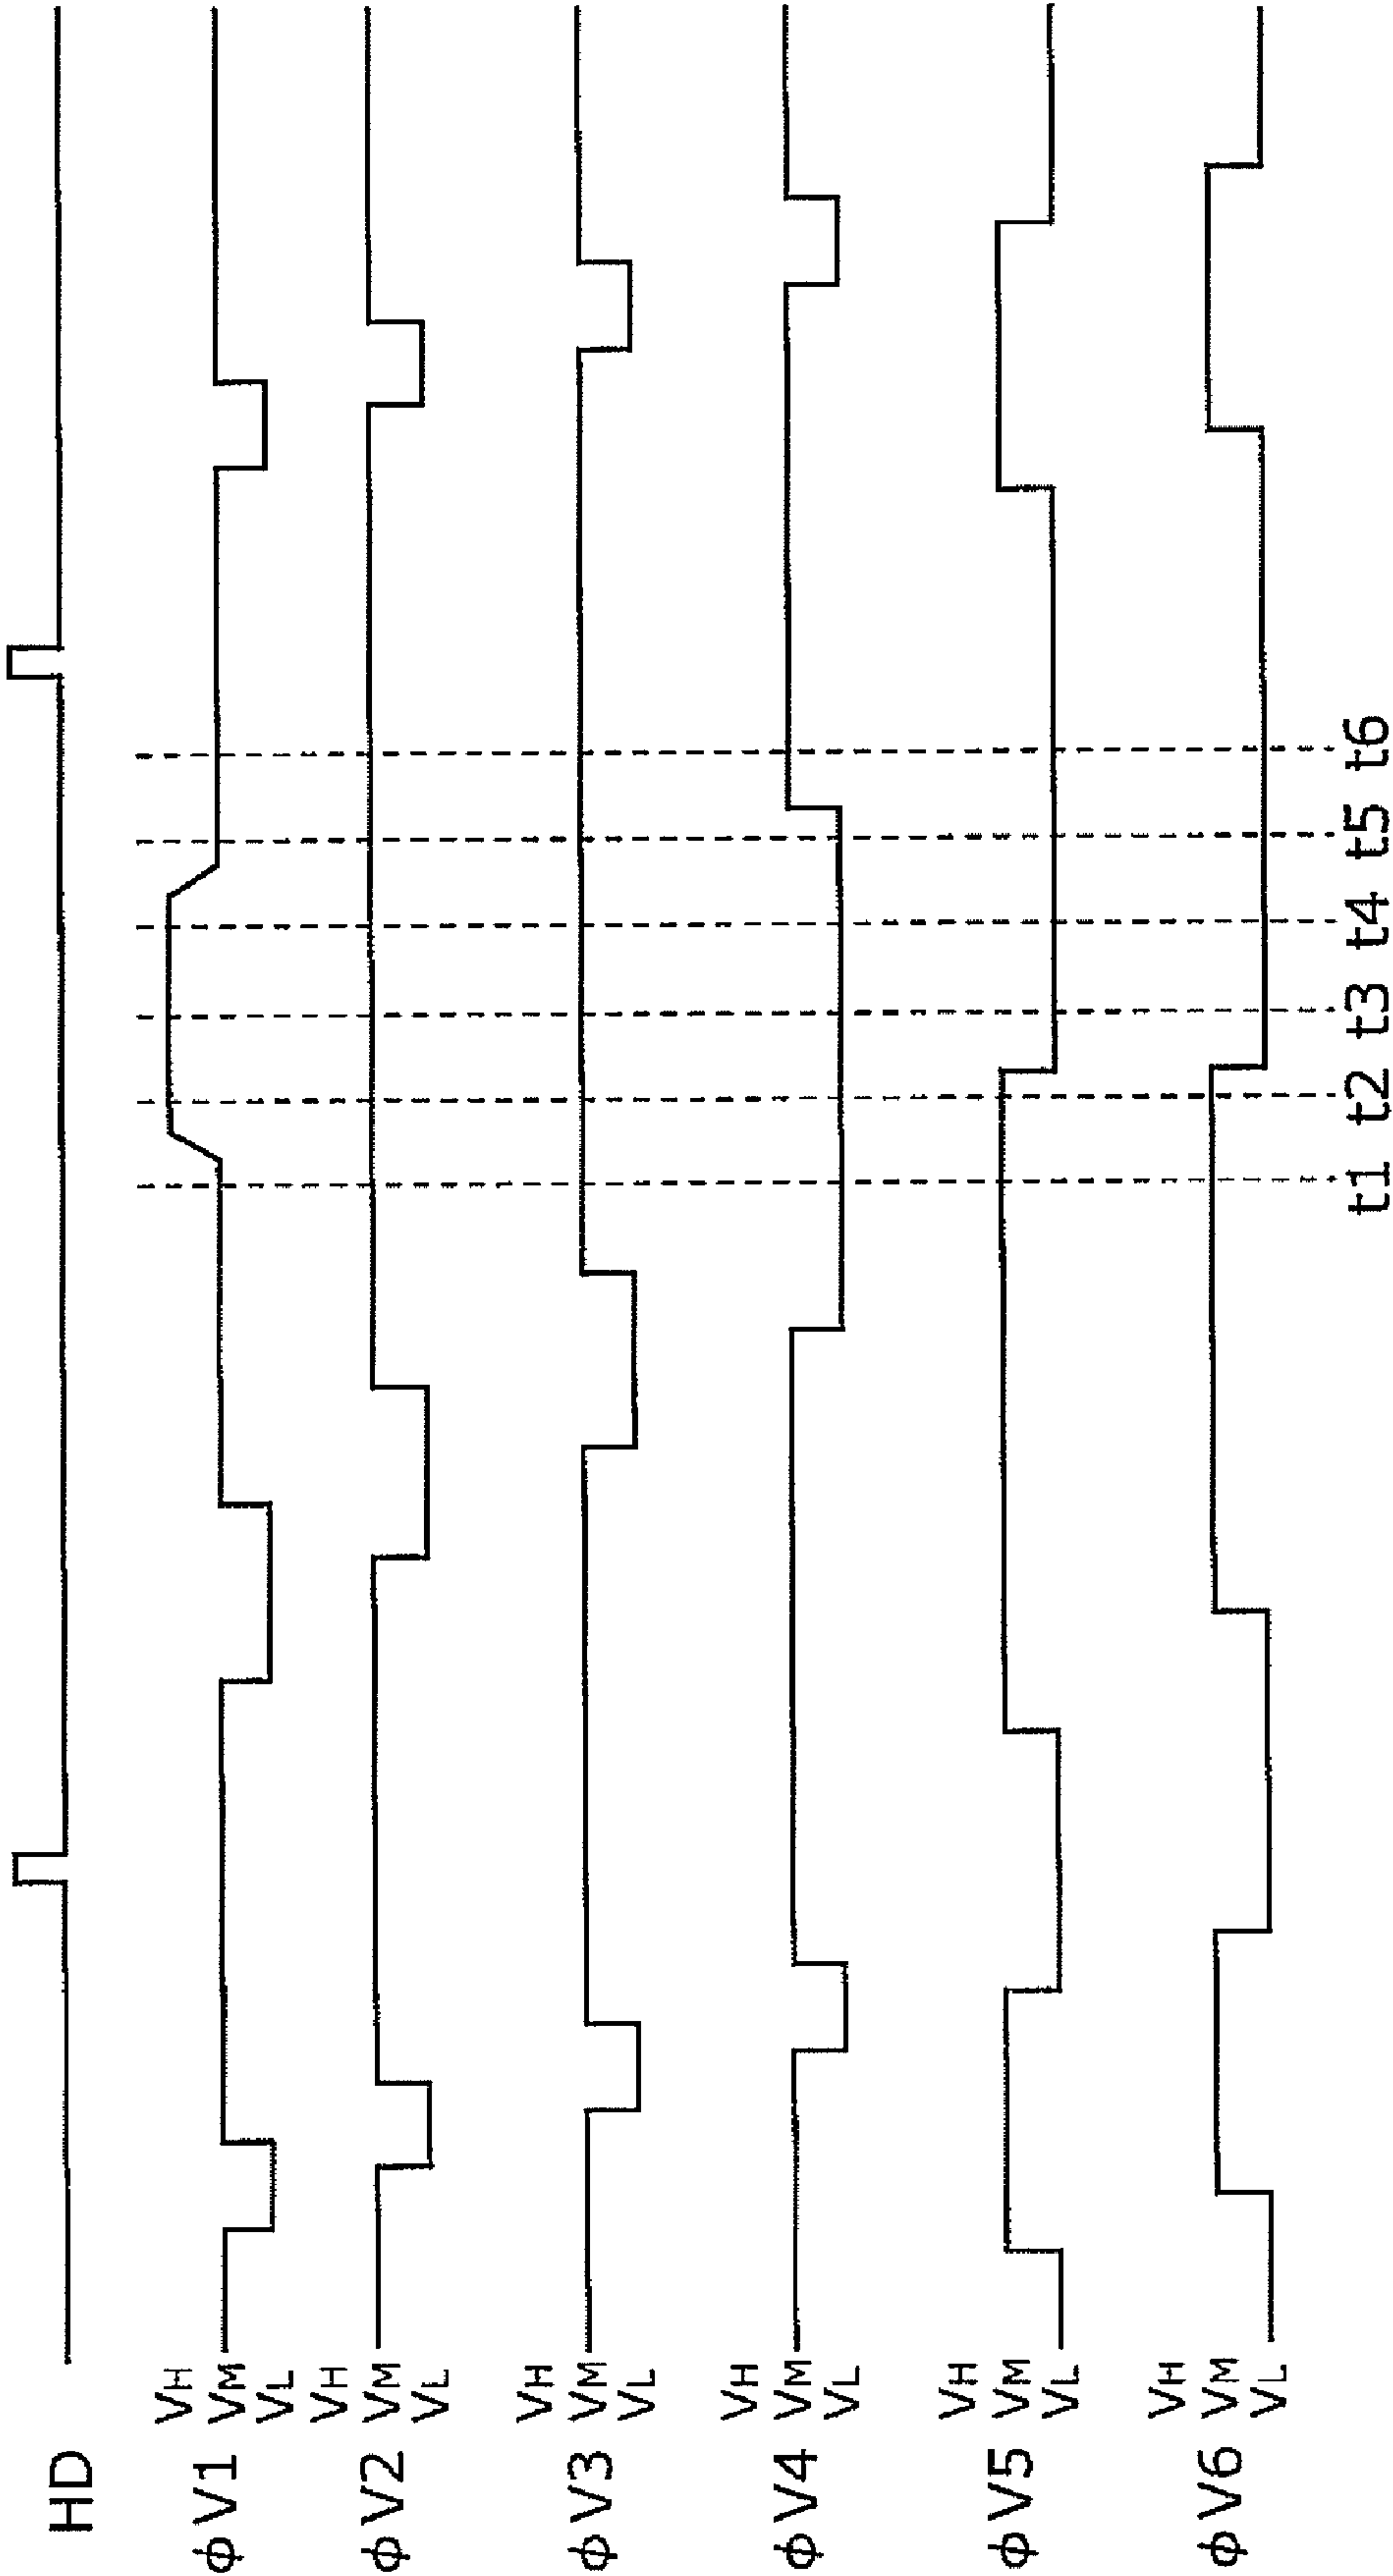 HD
φV1 VH
VM
VL
φV2 VH
VM
VL
φV3 VH
VM
VL
φV4 VH
VM
VL
φV5 VH
VM
VL
φV6 VH
VM
VL
t1 t2 t3 t4 t5 t6